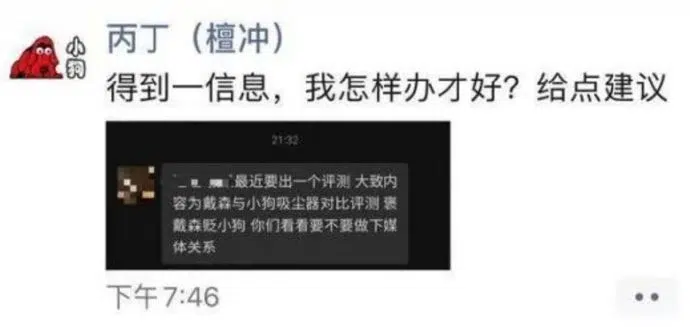 小狗
丙丁（檀冲）
得到一信息，我怎样办才好？给点建议
21:32
最近要出一个评测 大致内
容为戴森与小狗吸尘器对比评测 褒
戴森贬小狗 你们看看要不要做下媒
体关系
下午7:46